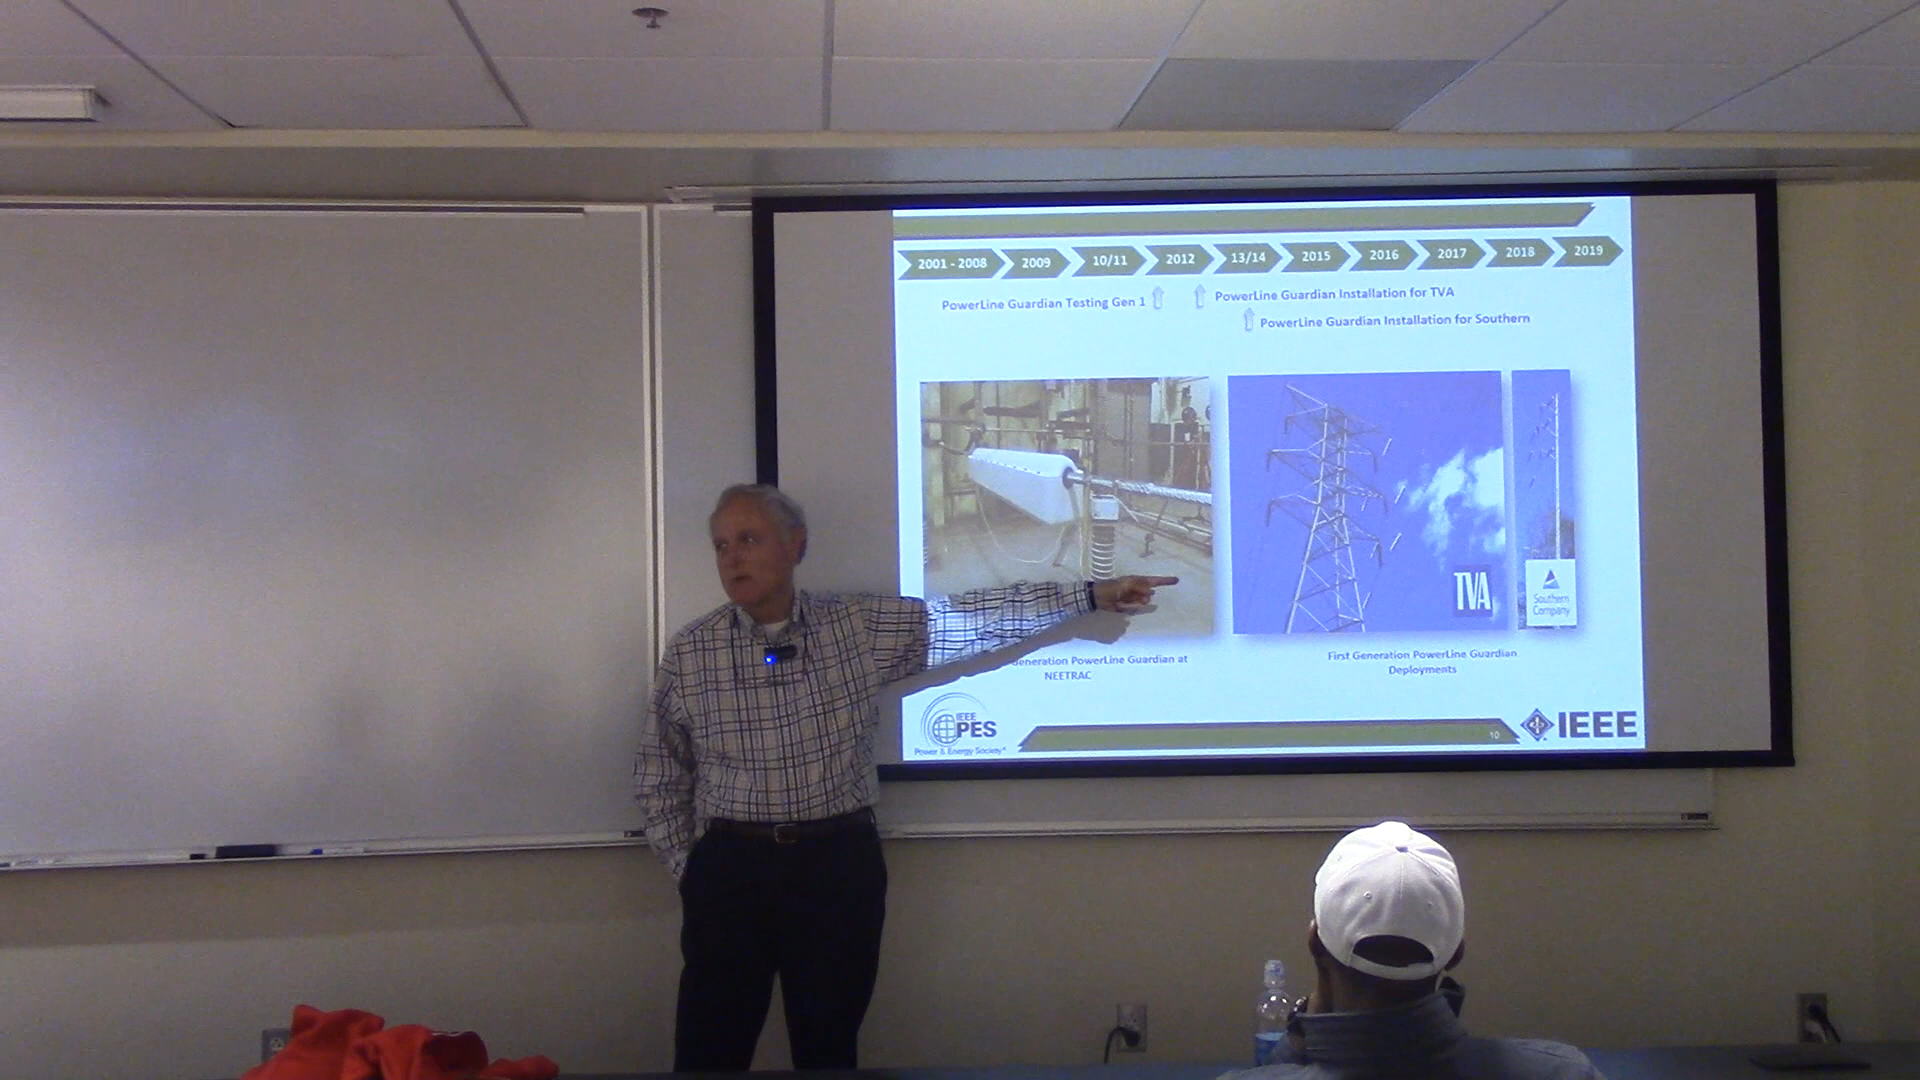 2001 - 2008 2009 10/11 2012 13/14 2015 2016 2017 2018 2019
PowerLine Guardian Testing Gen 1
PowerLine Guardian Installation for TVA
PowerLine Guardian Installation for Southern
TVA
Southern
Company
Generation PowerLine Guardian at
NEETRAC
First Generation PowerLine Guardian
Deployments
IEEE
PES
Power & Energy Society®
10
IEEE